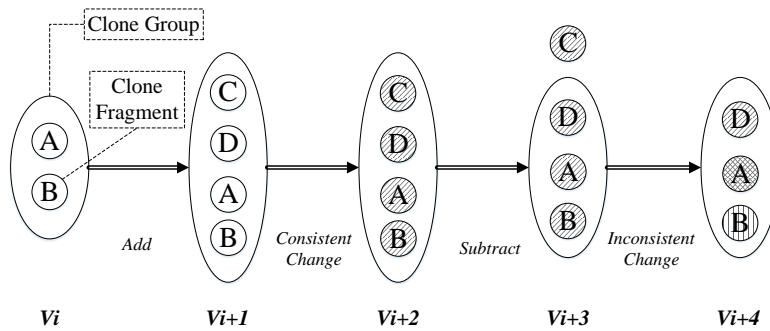 Clone Group
Clone
Fragment
A
B
C
D
A
B
C
D
A
B
C
D
A
B
D
A
B
Add
Consistent
Change
Subtract
Inconsistent
Change
Vi
Vi+1
Vi+2
Vi+3
Vi+4